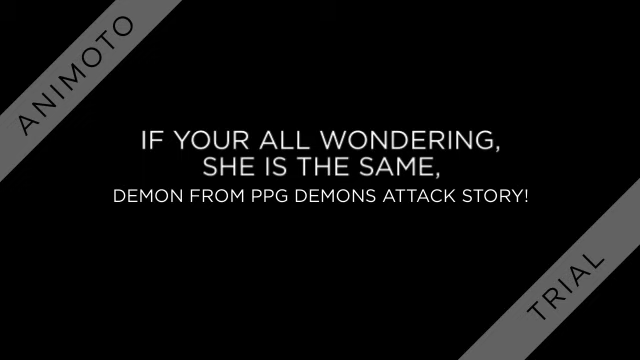 ANIMOTO
IF YOUR ALL WONDERING,
SHE IS THE SAME,
DEMON FROM PPG DEMONS ATTACK STORY!
TRIAL